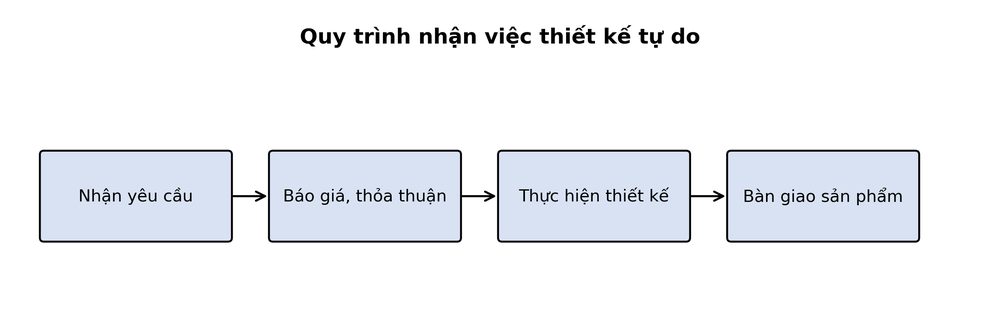 Quy trình nhận việc thiết kế tự do
Nhận yêu cầu
Báo giá, thỏa thuận
Thực hiện thiết kế
Bàn giao sản phẩm